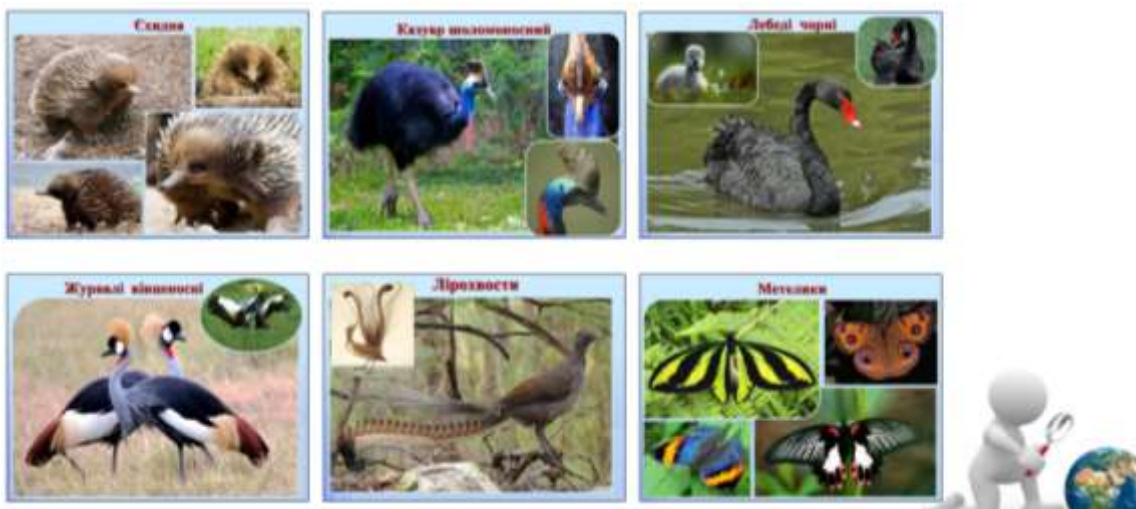 Єхидна
Казуар шоломоносний
Лебеді чорні
Журавлі вінценосні
Лірохвости
Метелики